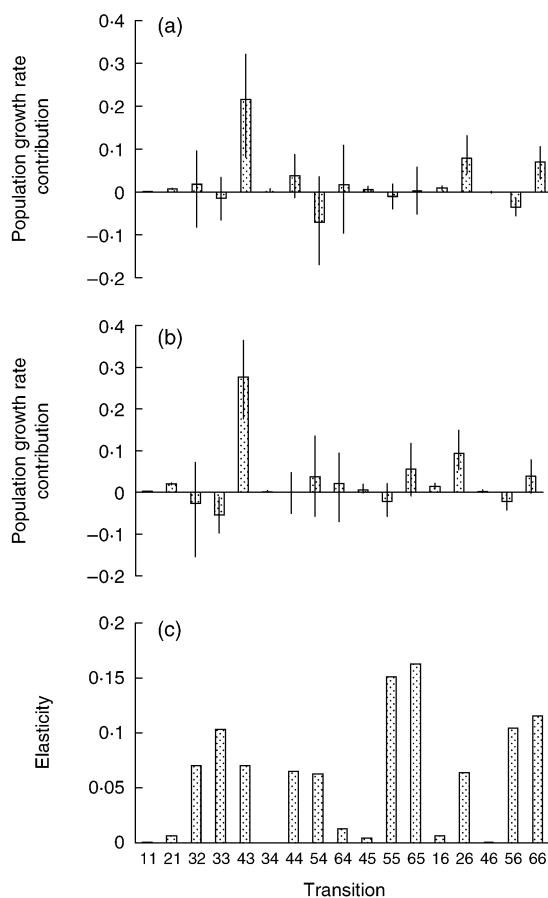 (a)
Population growth rate
contribution
0·4
0·3
0·2
0·1
0
−0·1
−0·2
(b)
Population growth rate
contribution
0·4
0·3
0·2
0·1
0
−0·1
−0·2
(c)
Elasticity
0·2
0·15
0·1
0·05
0
11 21 32 33 43 34 44 54 64 45 55 65 16 26 46 56 66
Transition